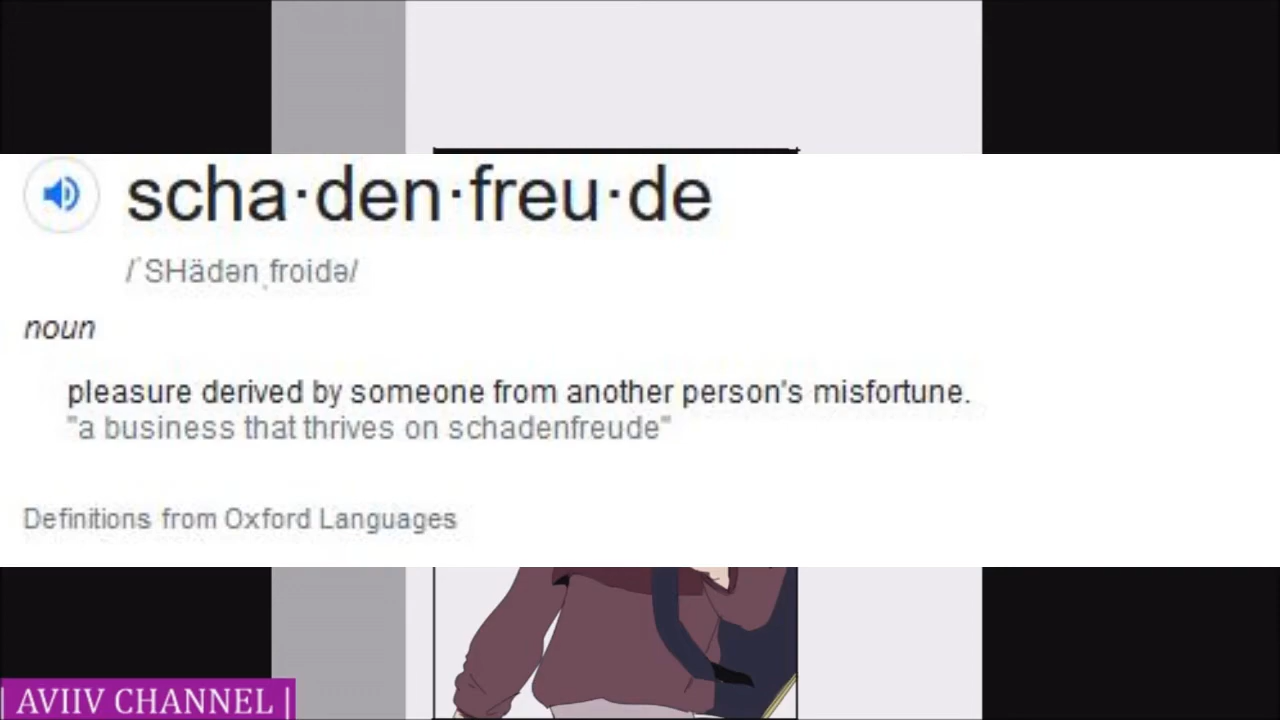 scha·den·freu·de
/ˈSHädənˌfroidə/
noun
pleasure derived by someone from another person's misfortune.
"a business that thrives on schadenfreude"
Definitions from Oxford Languages
| AVIIV CHANNEL |